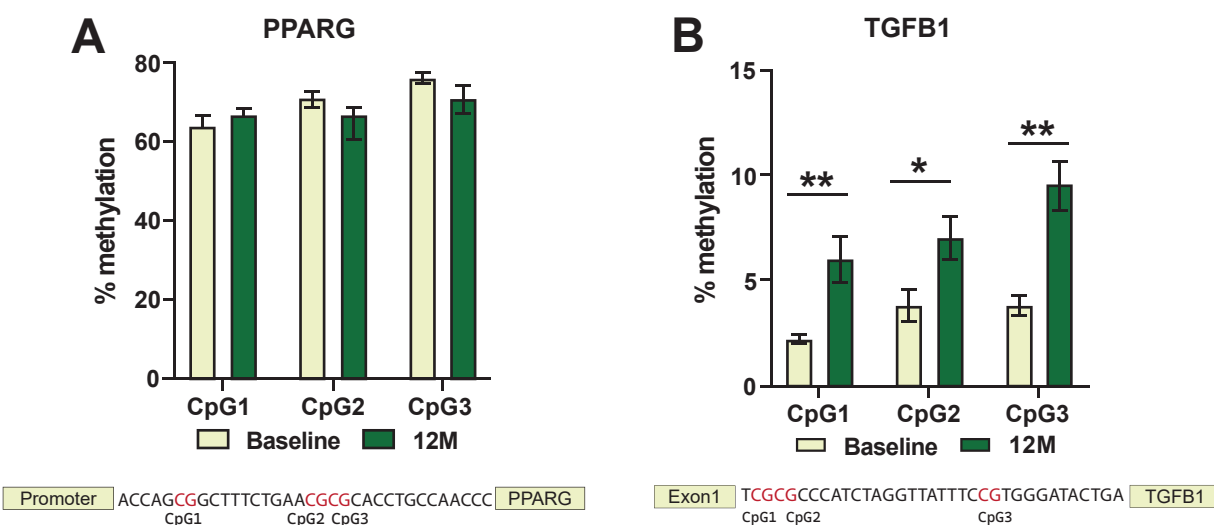 A
PPARG
% methylation
80
60
40
20
0
CpG1 CpG2 CpG3
Baseline 12M
Promoter ACCAGCGGCTTTCTGAACGCGCACCTGCCAACCC PPARG
CpG1 CpG2 CpG3
B
TGFB1
% methylation
15
10
5
0
** * **
CpG1 CpG2 CpG3
Baseline 12M
Exon1 TCGCGCCCATCTAGGTTATTTCCGTGGGATACTGA TGFB1
CpG1 CpG2 CpG3